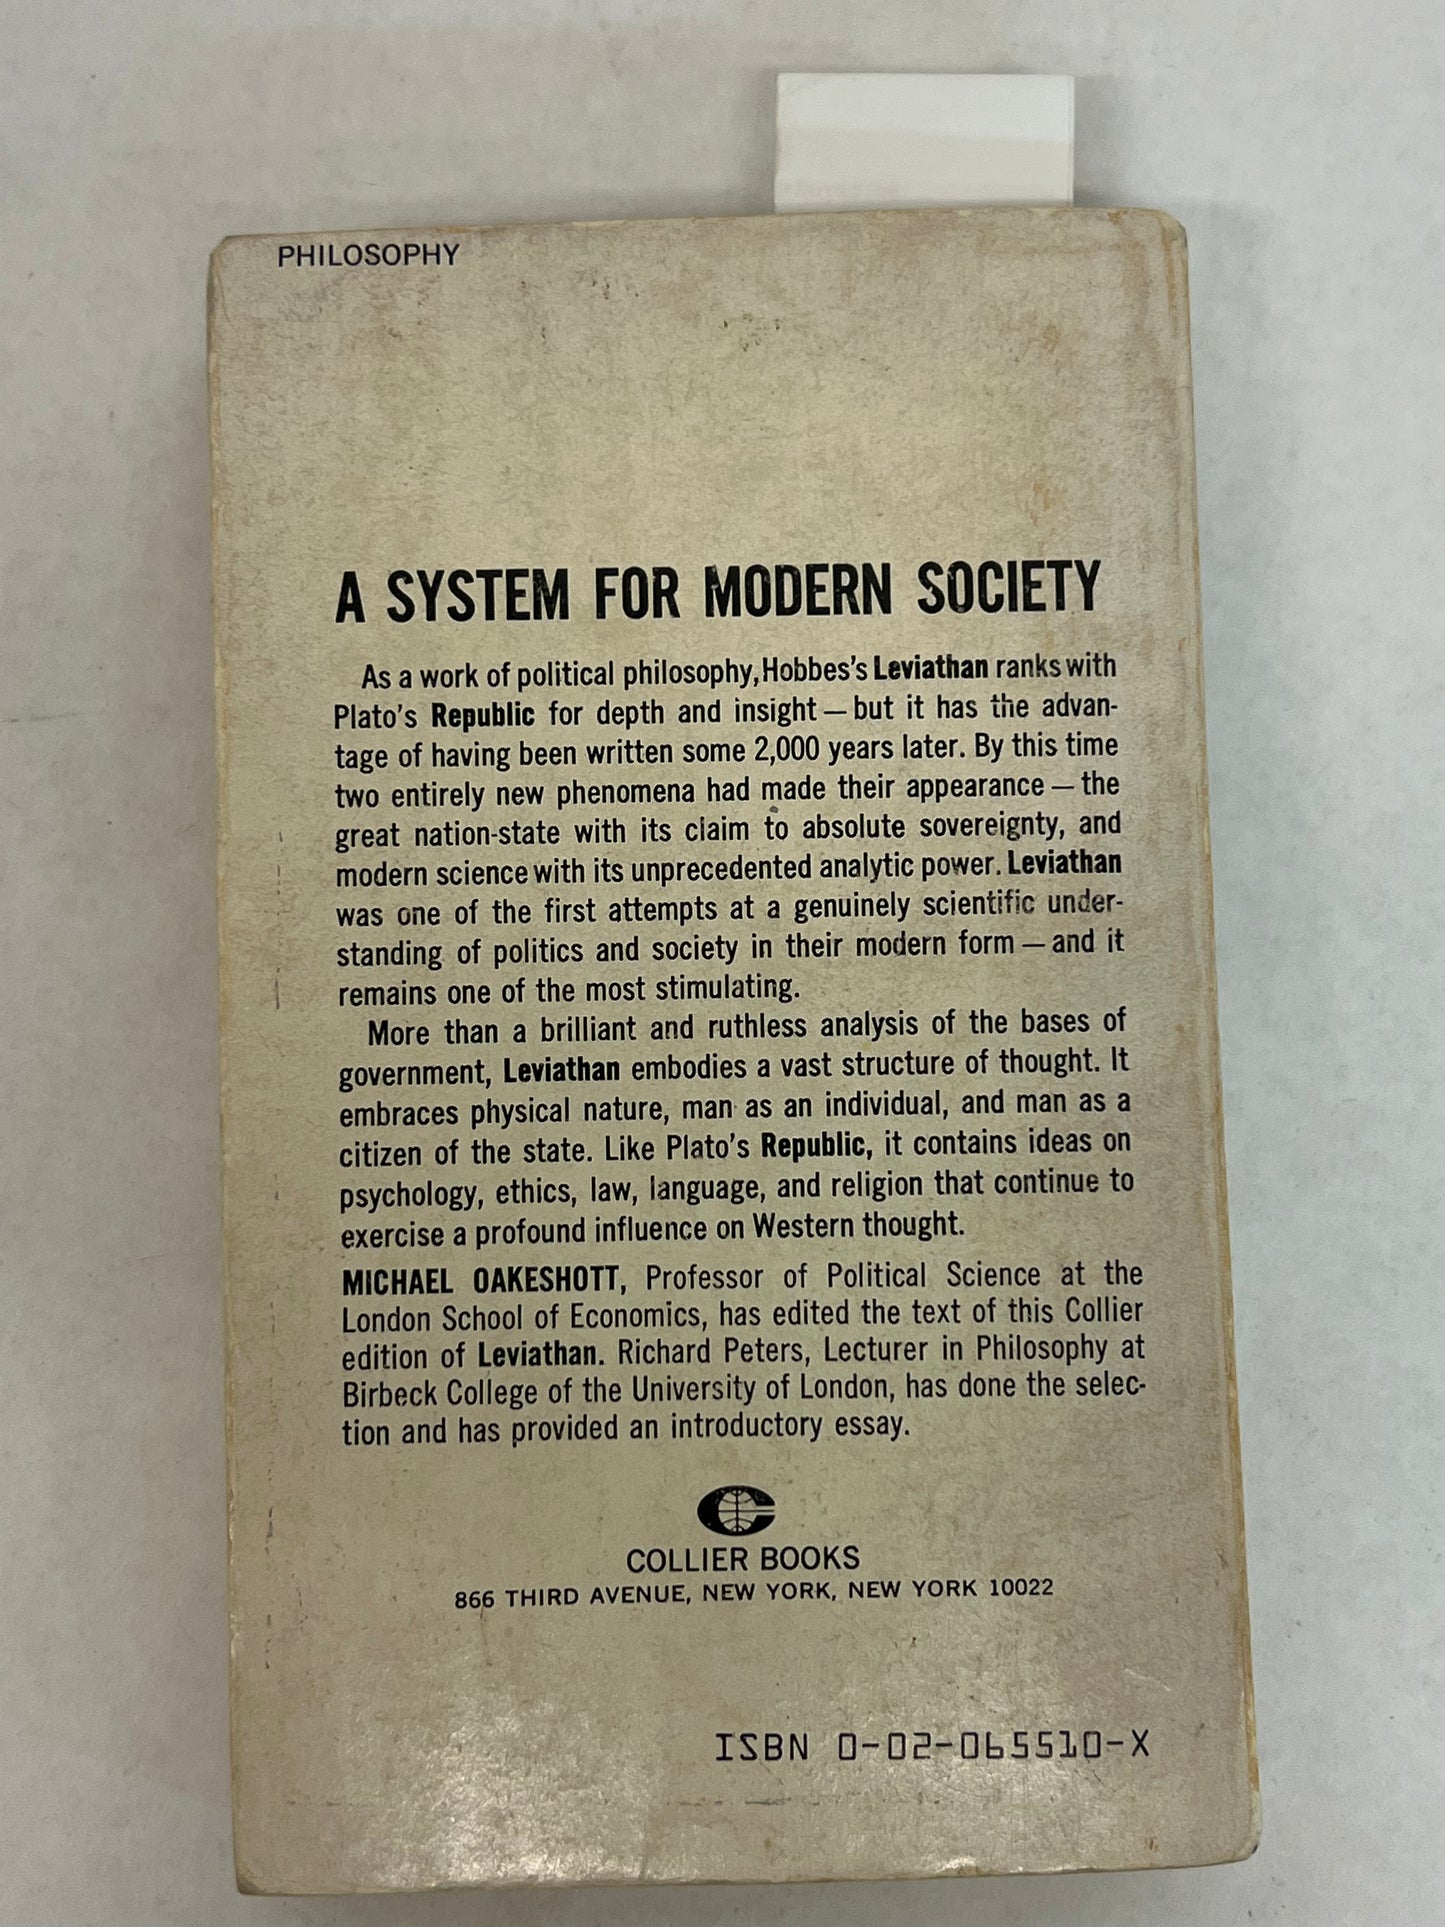 PHILOSOPHY
A SYSTEM FOR MODERN SOCIETY
As a work of political philosophy, Hobbes's Leviathan ranks with
Plato's Republic for depth and insight — but it has the advan-
tage of having been written some 2,000 years later. By this time
two entirely new phenomena had made their appearance — the
great nation-state with its claim to absolute sovereignty, and
modern science with its unprecedented analytic power. Leviathan
was one of the first attempts at a genuinely scientific under-
standing of politics and society in their modern form — and it
remains one of the most stimulating.
More than a brilliant and ruthless analysis of the bases of
government, Leviathan embodies a vast structure of thought. It
embraces physical nature, man as an individual, and man as a
citizen of the state. Like Plato's Republic, it contains ideas on
psychology, ethics, law, language, and religion that continue to
exercise a profound influence on Western thought.
MICHAEL OAKESHOTT, Professor of Political Science at the
London School of Economics, has edited the text of this Collier
edition of Leviathan. Richard Peters, Lecturer in Philosophy at
Birbeck College of the University of London, has done the selec-
tion and has provided an introductory essay.
COLLIER BOOKS
866 THIRD AVENUE, NEW YORK, NEW YORK 10022
ISBN 0-02-065510-X